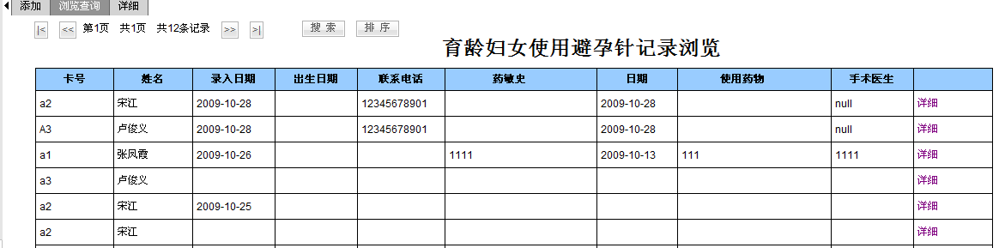 添加 浏览查询 详细
|< << 第1页 共1页 共12条记录 >> >| 搜 索 排 序
育龄妇女使用避孕针记录浏览
卡号 姓名 录入日期 出生日期 联系电话 药敏史 日期 使用药物 手术医生
a2 宋江 2009-10-28 12345678901 2009-10-28 null 详细
A3 卢俊义 2009-10-28 12345678901 2009-10-28 null 详细
a1 张凤霞 2009-10-26 1111 2009-10-13 111 1111 详细
a3 卢俊义 详细
a2 宋江 2009-10-25 详细
a2 宋江 详细